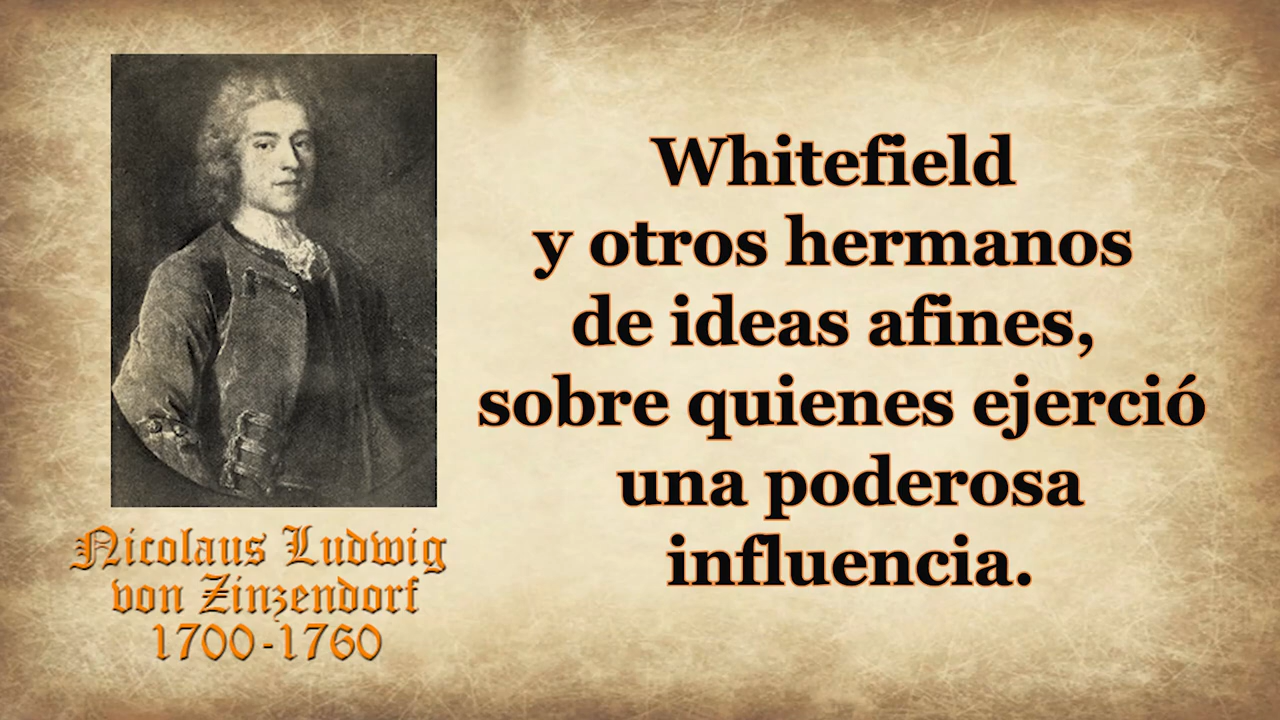 Whitefield
y otros hermanos
de ideas afines,
sobre quienes ejerció
una poderosa
influencia.
Nicolaus Ludwig
von Zinzendorf
1700-1760